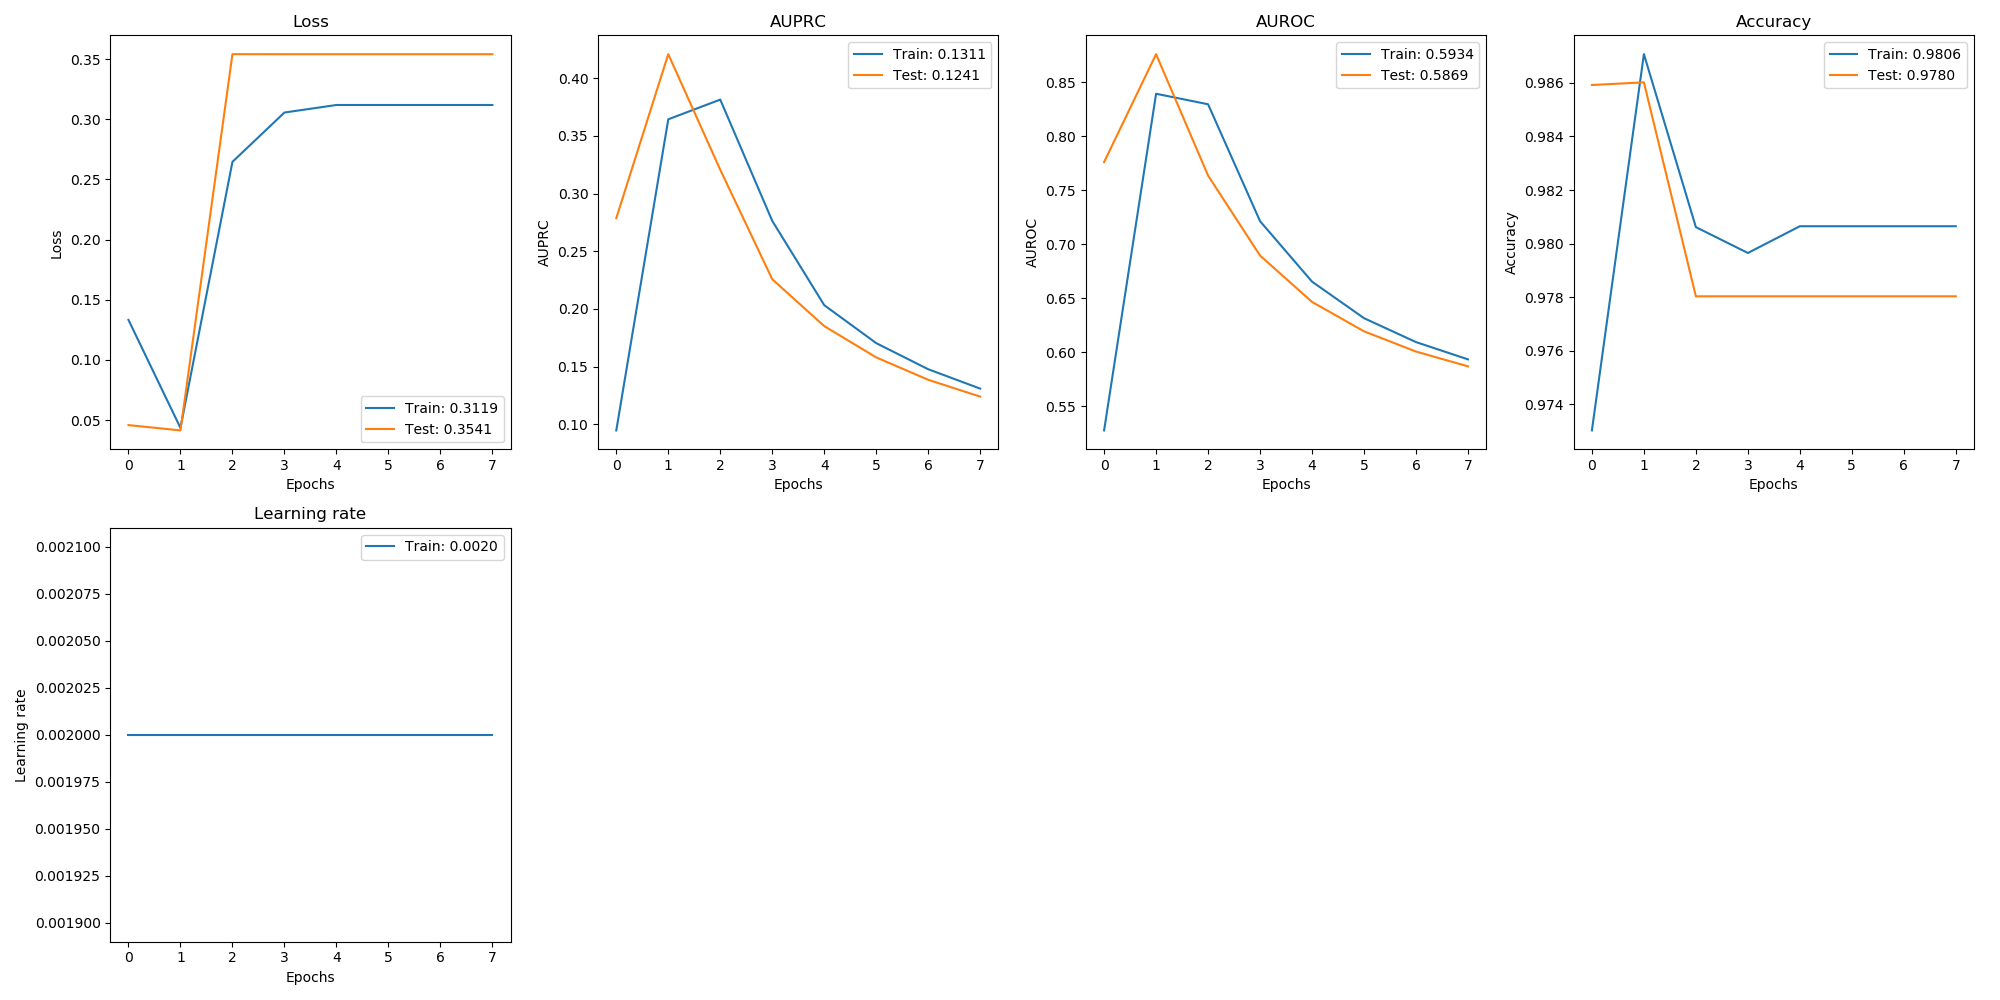 Loss
Loss
0.35
0.30
0.25
0.20
0.15
0.10
0.05
Train: 0.3119
Test: 0.3541
0 1 2 3 4 5 6 7
Epochs
AUPRC
AUPRC
0.40
0.35
0.30
0.25
0.20
0.15
0.10
Train: 0.1311
Test: 0.1241
0 1 2 3 4 5 6 7
Epochs
AUROC
AUROC
0.85
0.80
0.75
0.70
0.65
0.60
0.55
Train: 0.5934
Test: 0.5869
0 1 2 3 4 5 6 7
Epochs
Accuracy
Accuracy
0.986
0.984
0.982
0.980
0.978
0.976
0.974
Train: 0.9806
Test: 0.9780
0 1 2 3 4 5 6 7
Epochs
Learning rate
Learning rate
0.002100
0.002075
0.002050
0.002025
0.002000
0.001975
0.001950
0.001925
0.001900
Train: 0.0020
0 1 2 3 4 5 6 7
Epochs